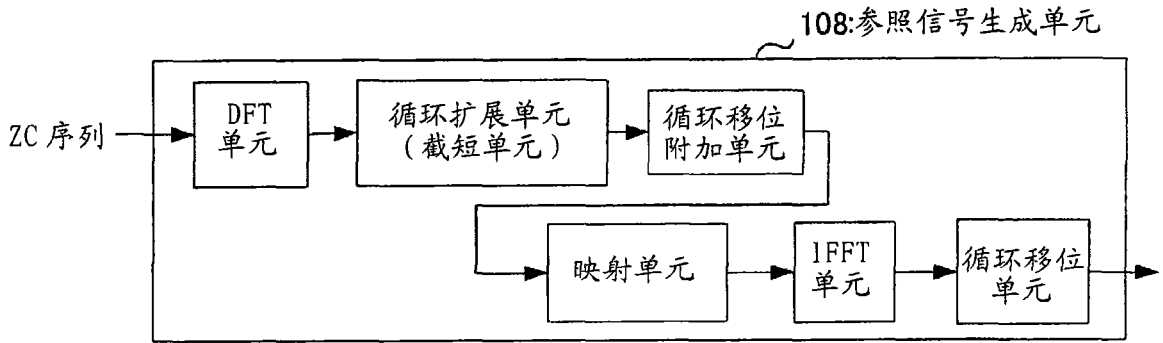 108:参照信号生成单元
ZC 序列
DFT
单元
循环扩展单元
(截短单元)
循环移位
附加单元
映射单元
IFFT
单元
循环移位
单元